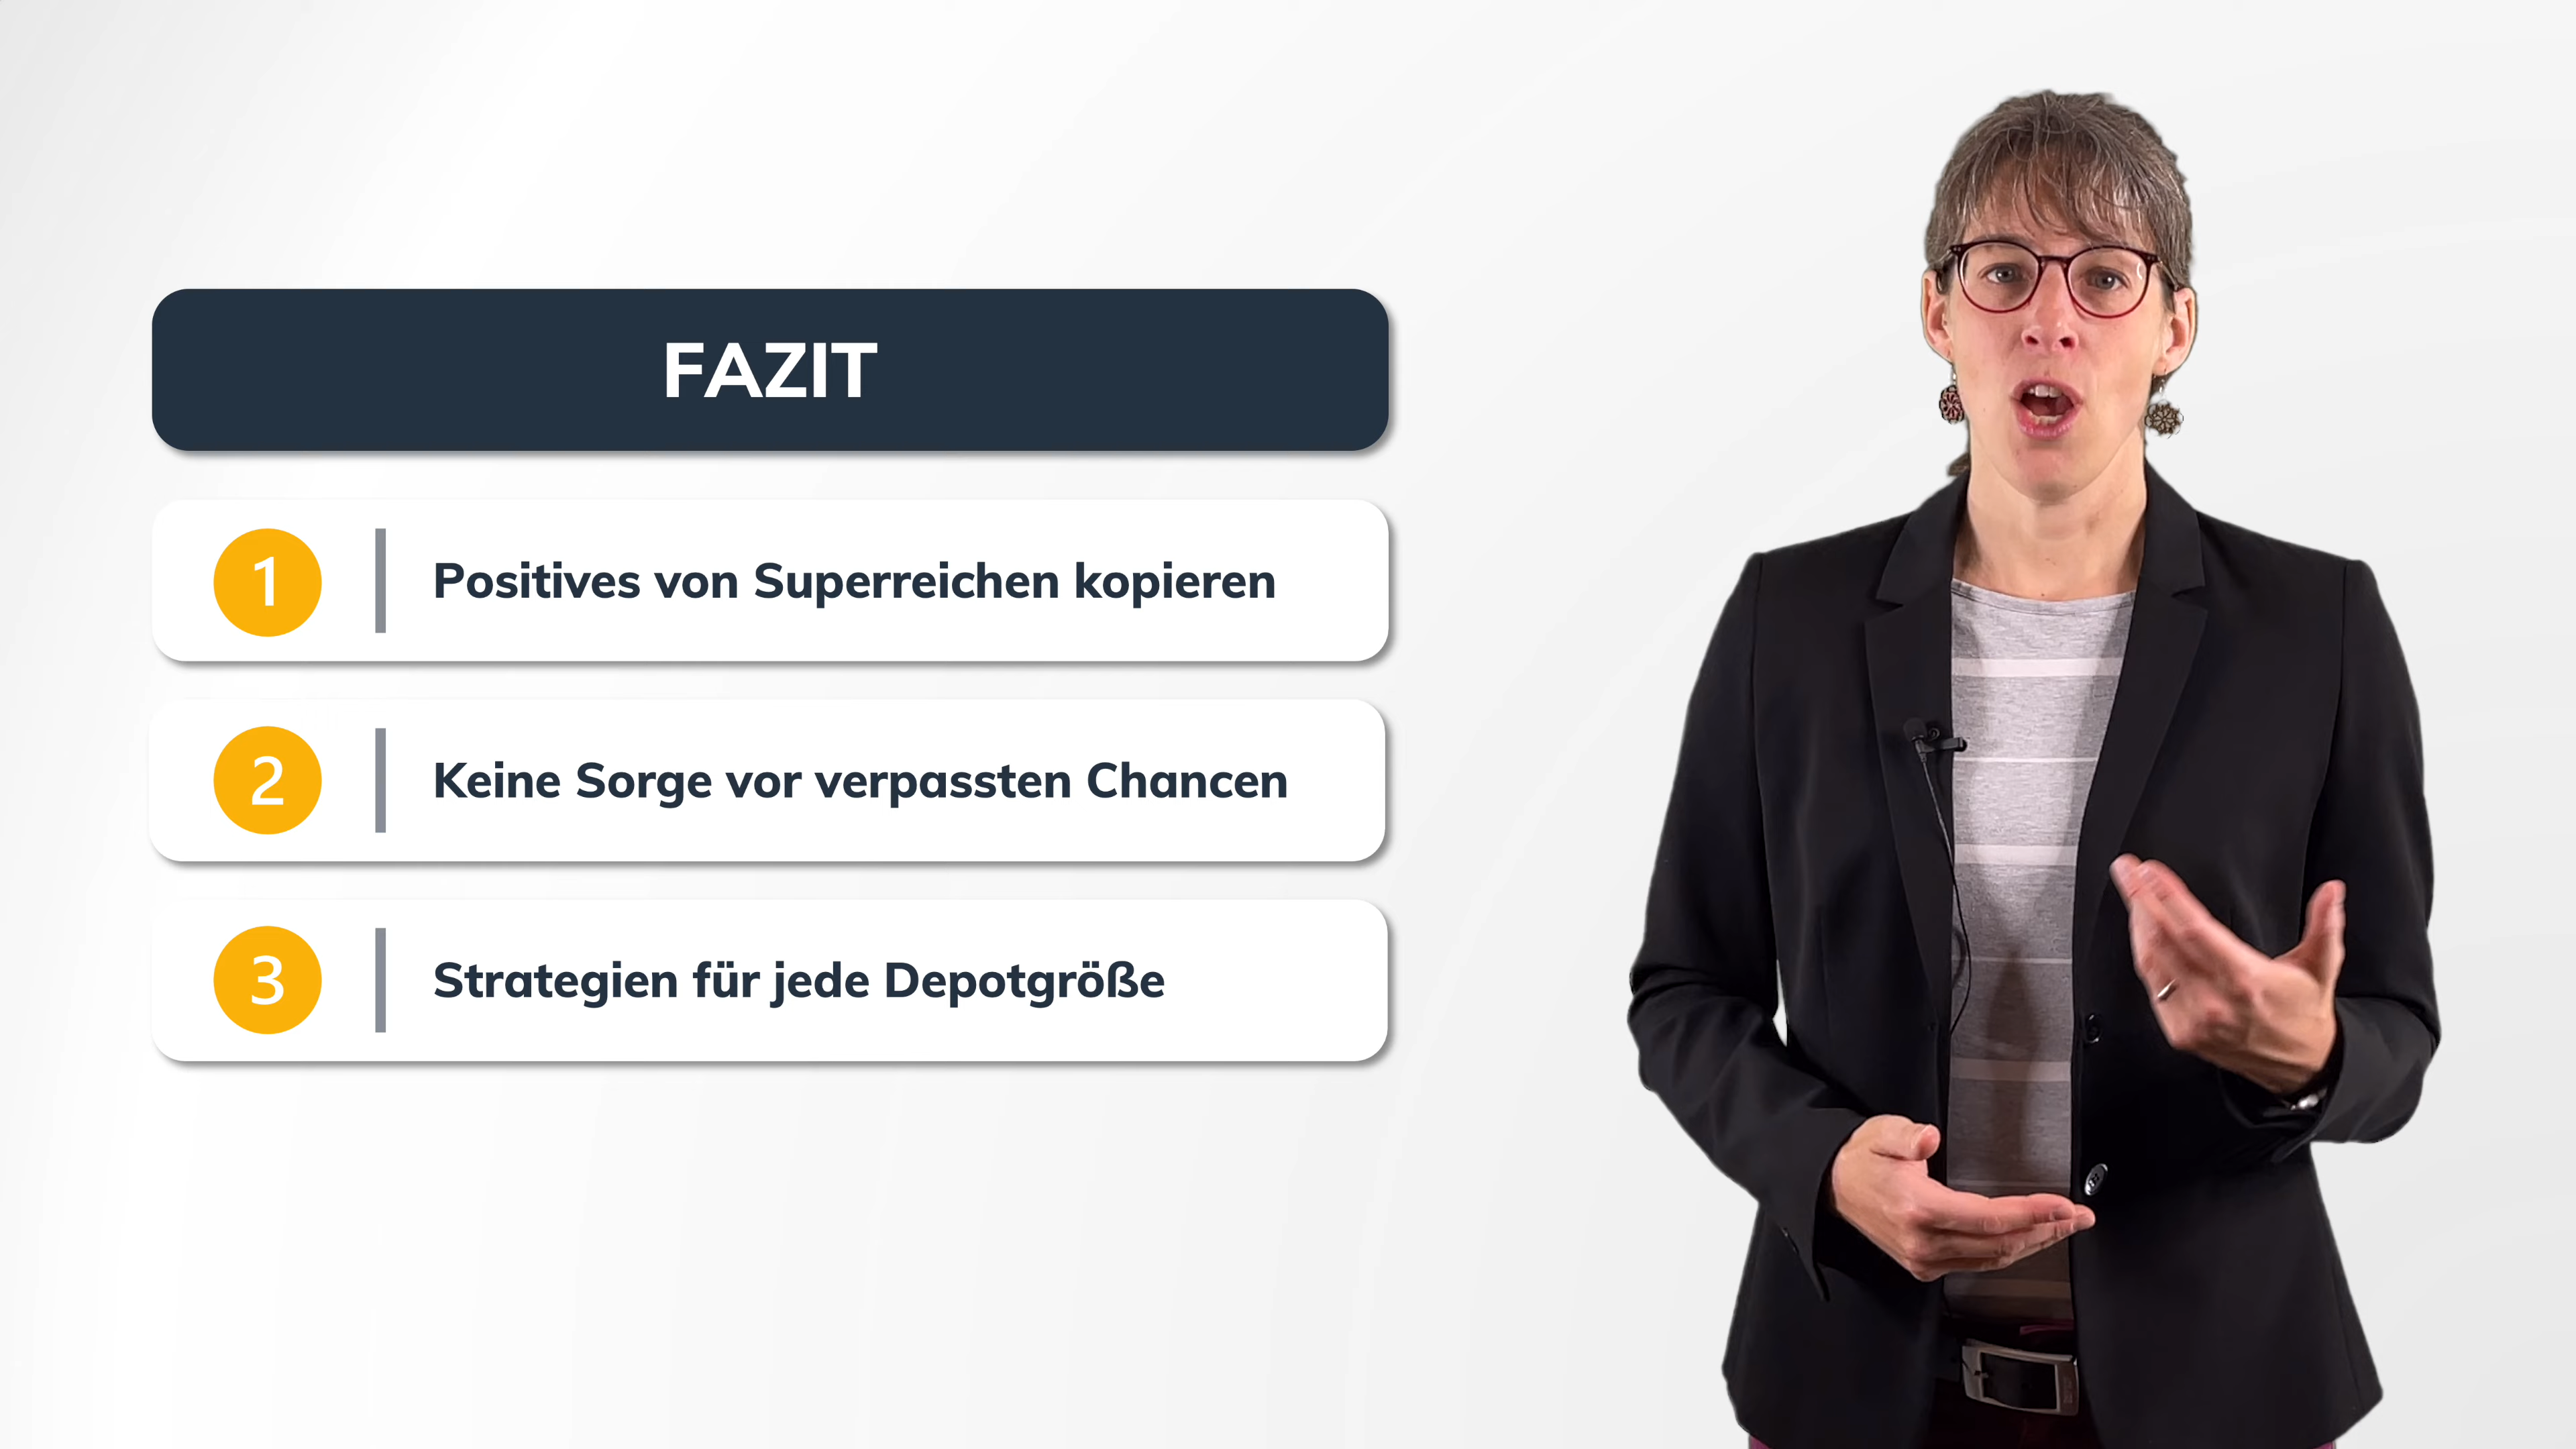 FAZIT
1
Positives von Superreichen kopieren
2
Keine Sorge vor verpassten Chancen
3
Strategien für jede Depotgröße